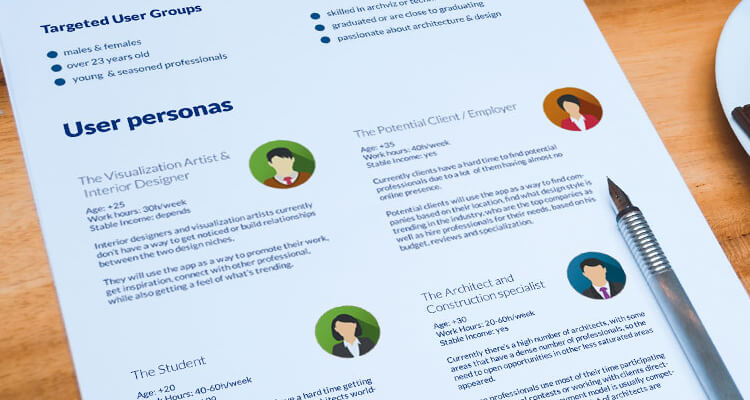 Targeted User Groups
males & females
over 23 years old
young & seasoned professionals
skilled in archviz or
graduated or are close to graduating
passionate about architecture & design
User personas
The Visualization Artist &
Interior Designer
Age: +25
Work hours: 30h/week
Stable Income: depends
Interior designers and visualization artists currently
don't have a way to get noticed or build relationships
between the two design niches.
They will use the app as a way to promote their work,
get inspiration, connect with other professional,
while also getting a feel of what's trending.
The Potential Client / Employer
Age: +35
Work hours: 40h/week
Stable Income: yes
Currently clients have a hard time to find potential
professionals due to a lot of them having almost no
online presence.
Potential clients will use the app as a way to find com-
panies based on their location, find what design style is
trending in the industry, who are the top companies as
well as hire professionals for their needs, based on his
budget, reviews and specialization.
The Student
Age: +20
Work Hours: 40-60h/week
have a hard time getting
world-
The Architect and
Construction specialist
Age: +30
Work Hours: 20-60h/week
Stable Income: yes
Currently there's a high number of architects, with some
areas that have a dense number of professionals, so the
need to open opportunities in other less saturated areas
appeared.
professionals use most of their time participating
contests or working with clients direct-
model is usually compet-
of architects are